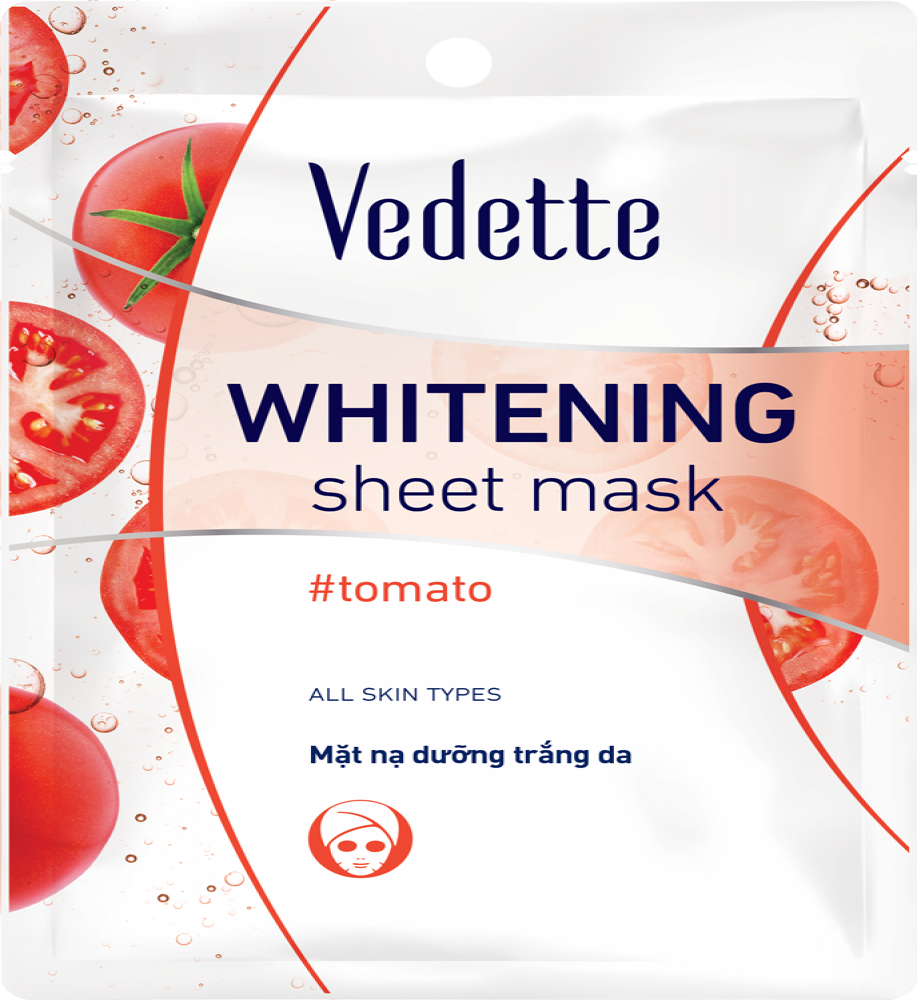 Vedette
WHITENING
sheet mask
#tomato
ALL SKIN TYPES
Mặt nạ dưỡng trắng da